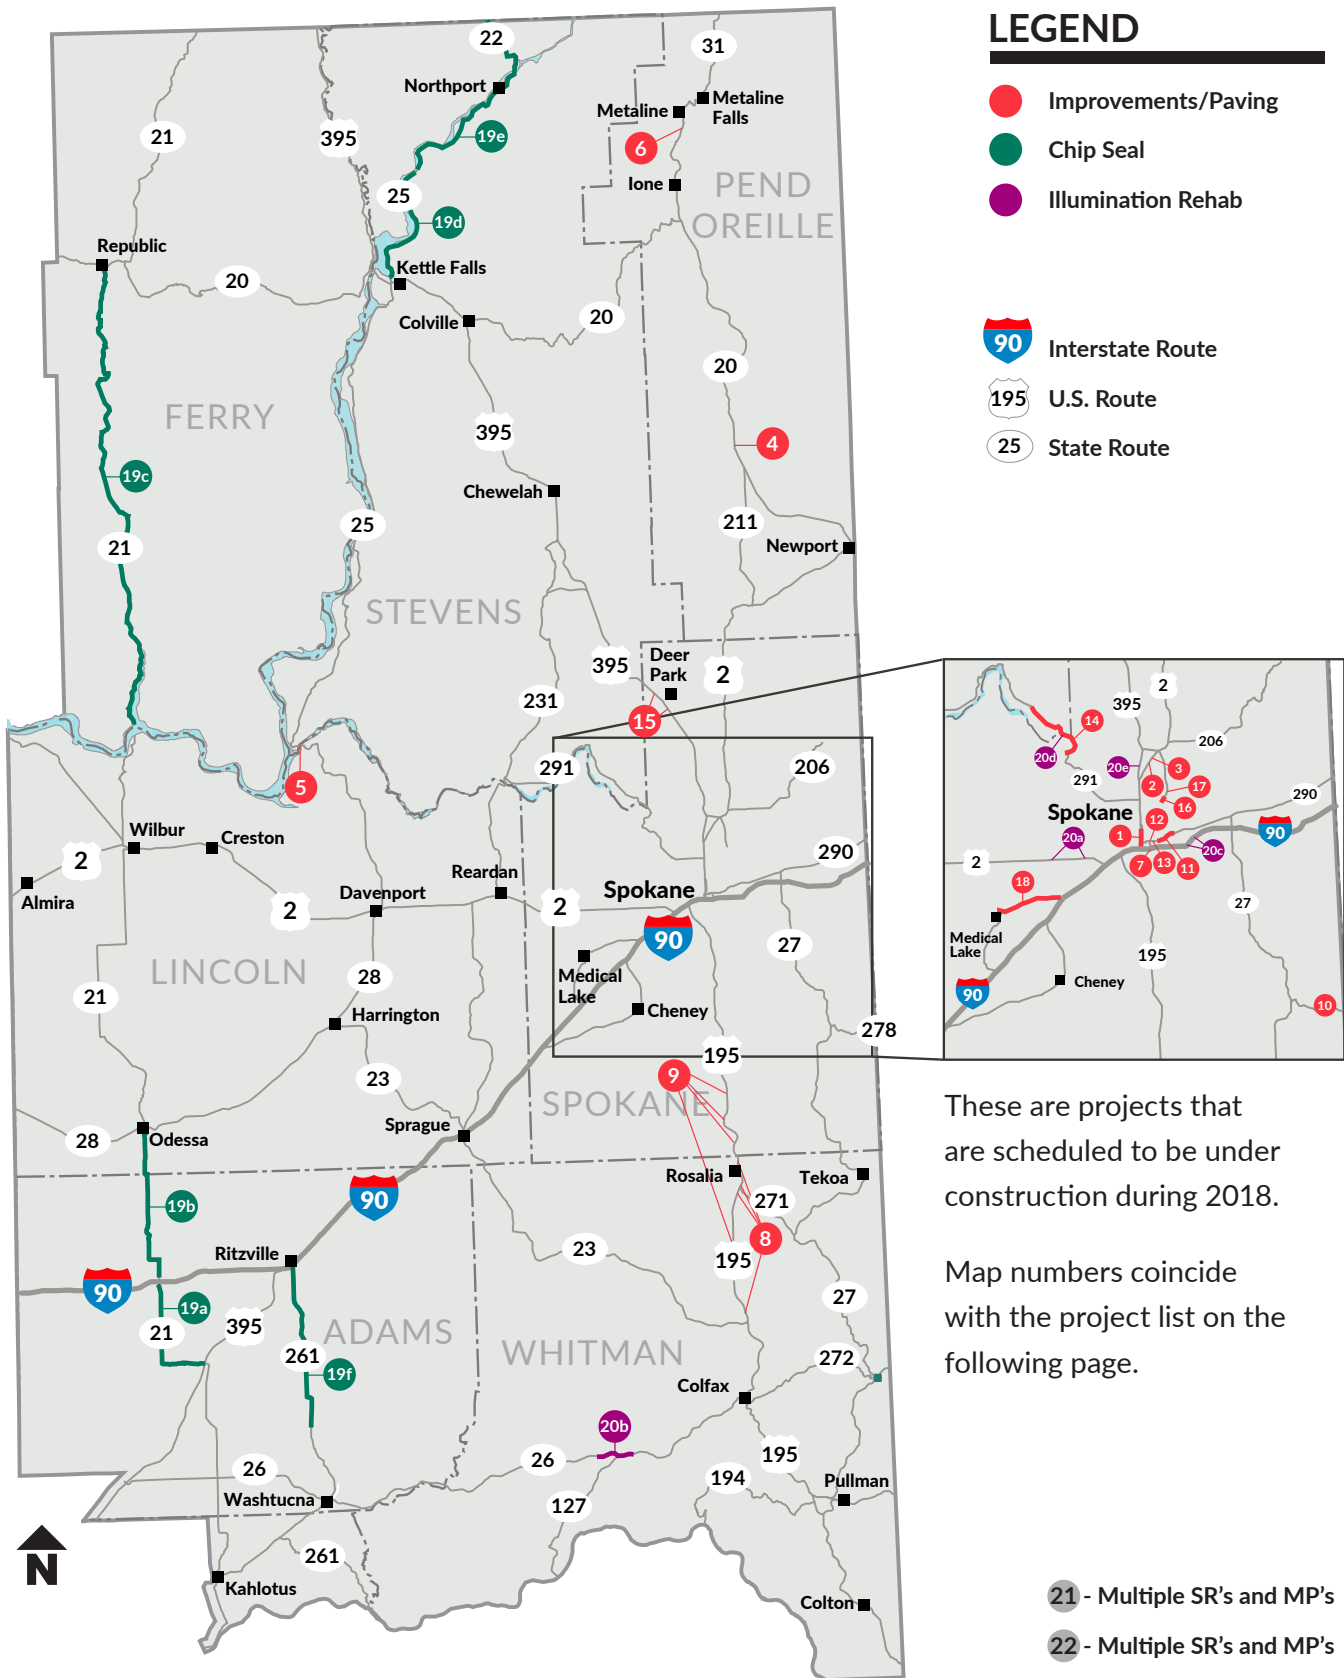 LEGEND
Improvements/Paving
Chip Seal
Illumination Rehab
90 Interstate Route
195 U.S. Route
25 State Route
22
31
Northport
Metaline
Metaline
Falls
21
395
19e
6
Ione
PEND
OREILLE
25
19d
Republic
Kettle Falls
20
Colville
20
20
FERRY
395
4
19c
Chewelah
211
25
21
Newport
STEVENS
395
Deer
Park
2
231
15
5
291
206
Wilbur
Creston
2
290
Almira
Reardan
Davenport
2
2
Spokane
90
27
LINCOLN
28
Medical
Lake
21
Harrington
Cheney
278
195
23
9
SPOKANE
Sprague
28
Odessa
Rosalia
Tekoa
90
271
19b
8
Ritzville
23
195
90
27
19a
21
395
ADAMS
WHITMAN
261
272
19f
Colfax
20b
195
26
26
194
Pullman
Washtucna
127
N
261
Kahlotus
Colton
2
395
14
206
20d
20e
3
291
2
17
290
16
Spokane
12
1
90
20a
20c
2
7
13
11
18
27
Medical
Lake
195
Cheney
90
10
These are projects that
are scheduled to be under
construction during 2018.
Map numbers coincide
with the project list on the
following page.
21 - Multiple SR's and MP's
22 - Multiple SR's and MP's